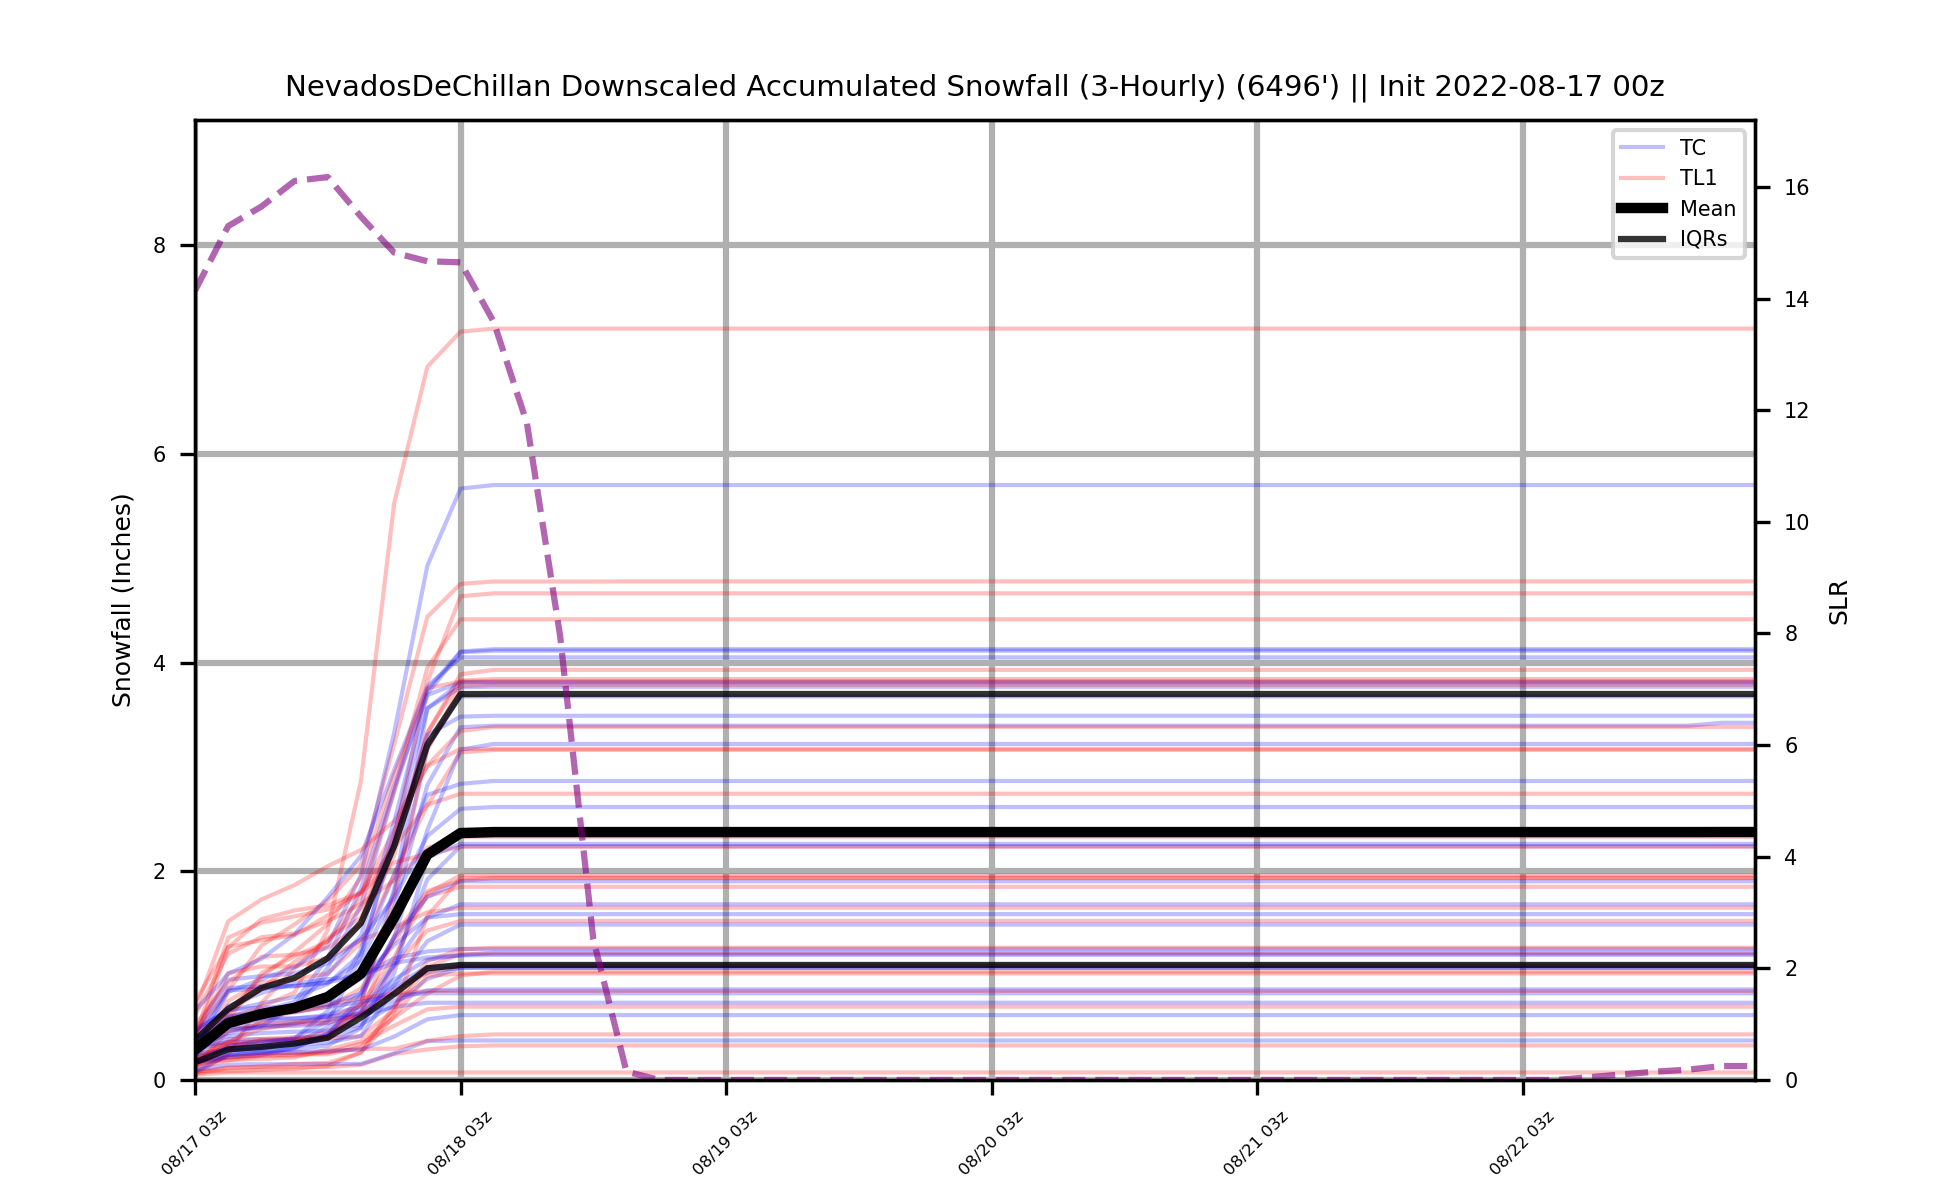 NevadosDeChillan Downscaled Accumulated Snowfall (3-Hourly) (6496') || Init 2022-08-17 00z
TC
TL1
Mean
IQRs
Snowfall (Inches)
8
6
4
2
0
16
14
12
10
8
6
4
2
0
SLR
08/17 03z
08/18 03z
08/19 03z
08/20 03z
08/21 03z
08/22 03z